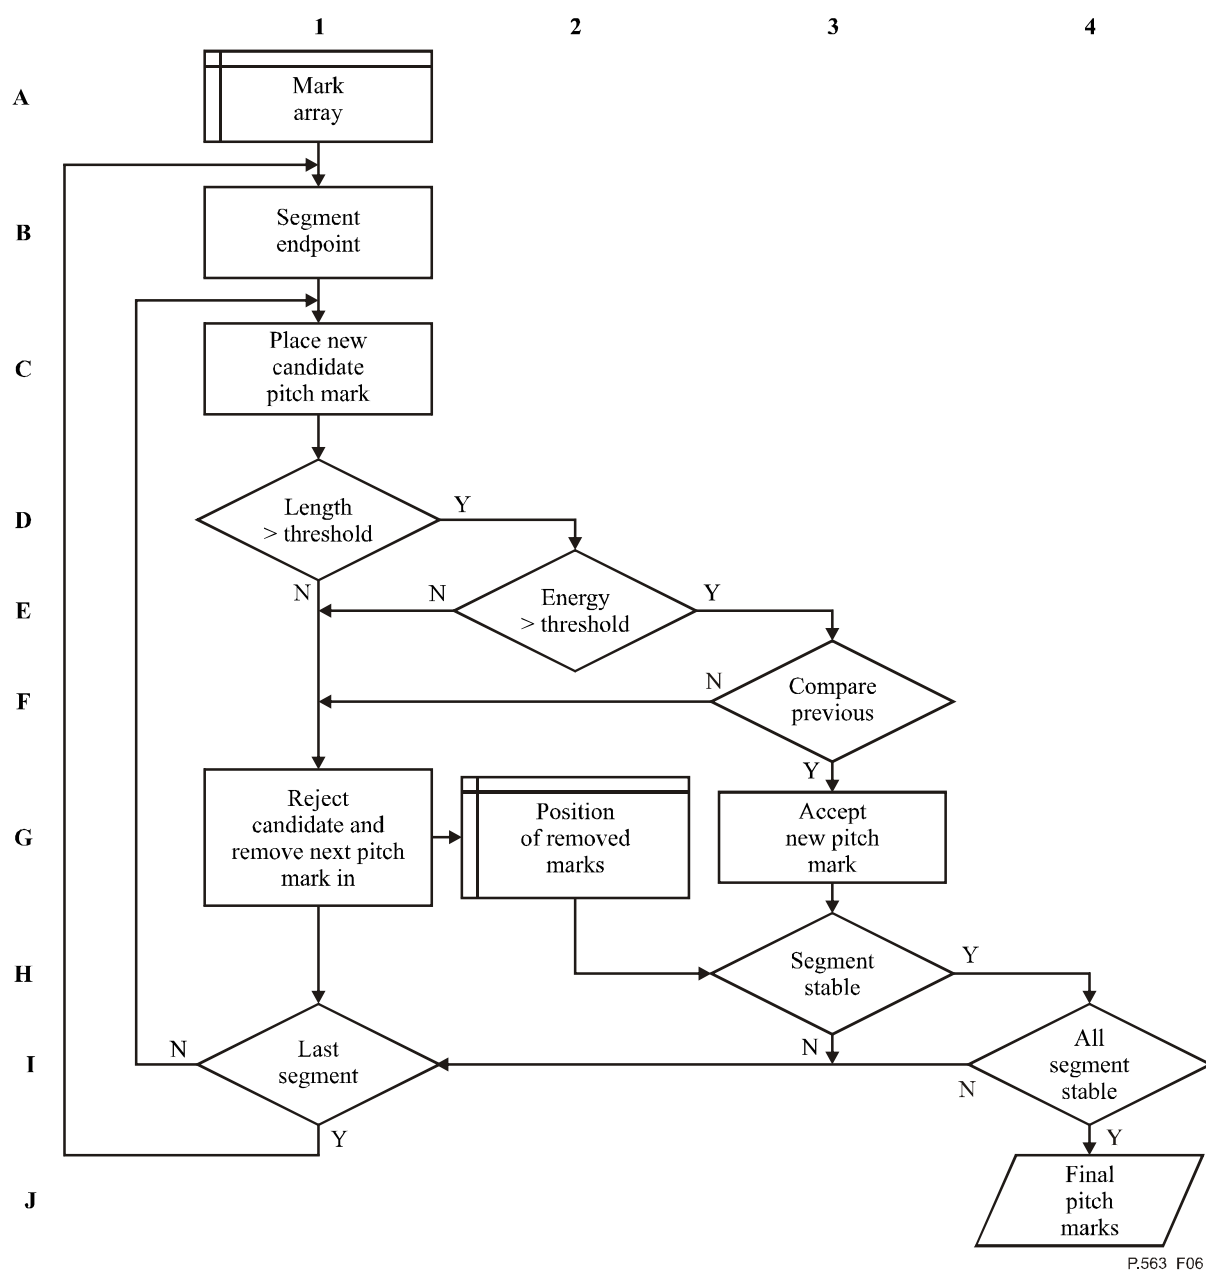 1 2 3 4
A
Mark
array
B
Segment
endpoint
C
Place new
candidate
pitch mark
D
Length
> threshold
Y
N
E
N
Energy
> threshold
Y
F
N
Compare
previous
Y
G
Reject
candidate and
remove next pitch
mark in
Position
of removed
marks
Accept
new pitch
mark
H
Segment
stable
Y
N
I
N
Last
segment
Y
All
segment
stable
N
Y
J
Final
pitch
marks
P.563_F06